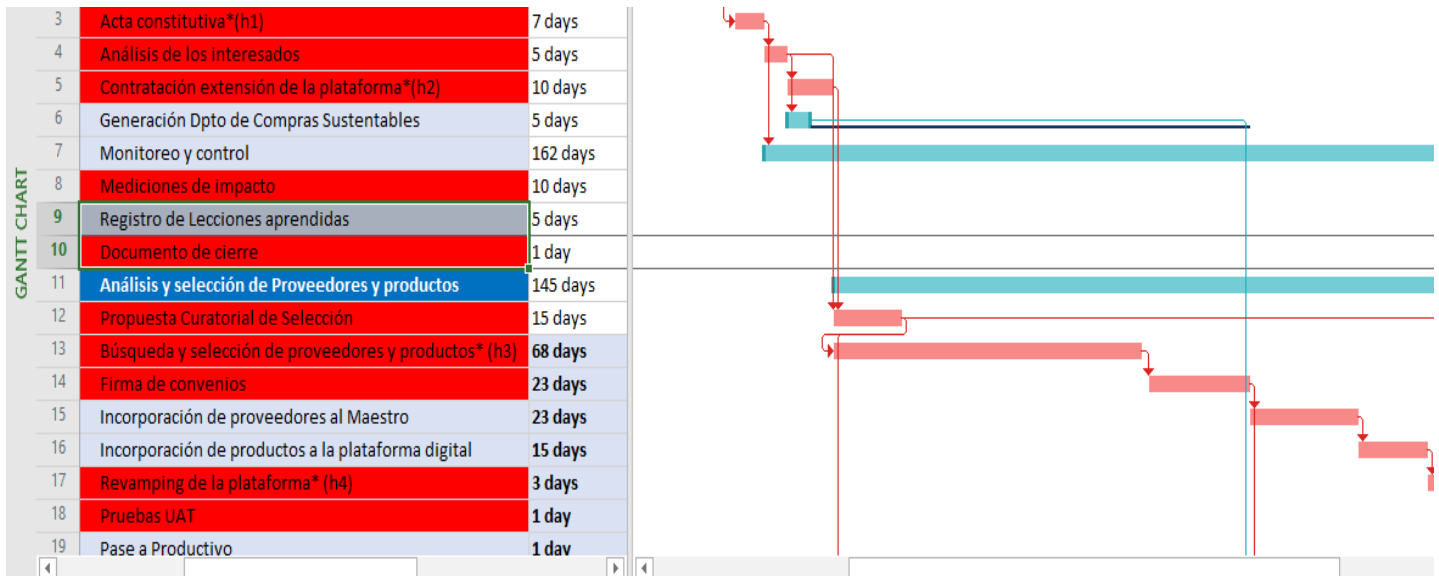 GANTT CHART
3 Acta constitutiva*(h1) 7 days
4 Análisis de los interesados 5 days
5 Contratación extensión de la plataforma*(h2) 10 days
6 Generación Dpto de Compras Sustentables 5 days
7 Monitoreo y control 162 days
8 Mediciones de impacto 10 days
9 Registro de Lecciones aprendidas 5 days
10 Documento de cierre 1 day
11 Análisis y selección de Proveedores y productos 145 days
12 Propuesta Curatorial de Selección 15 days
13 Búsqueda y selección de proveedores y productos* (h3) 68 days
14 Firma de convenios 23 days
15 Incorporación de proveedores al Maestro 23 days
16 Incorporación de productos a la plataforma digital 15 days
17 Revamping de la plataforma* (h4) 3 days
18 Pruebas UAT 1 day
19 Pase a Productivo 1 day